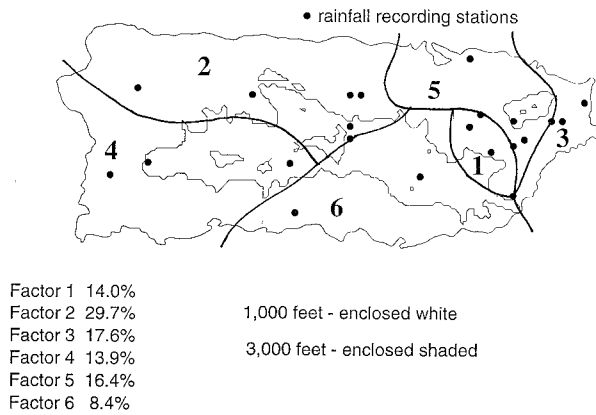 • rainfall recording stations
2
5
3
4
1
6
Factor 1 14.0%
Factor 2 29.7%
Factor 3 17.6%
Factor 4 13.9%
Factor 5 16.4%
Factor 6 8.4%
1,000 feet - enclosed white
3,000 feet - enclosed shaded